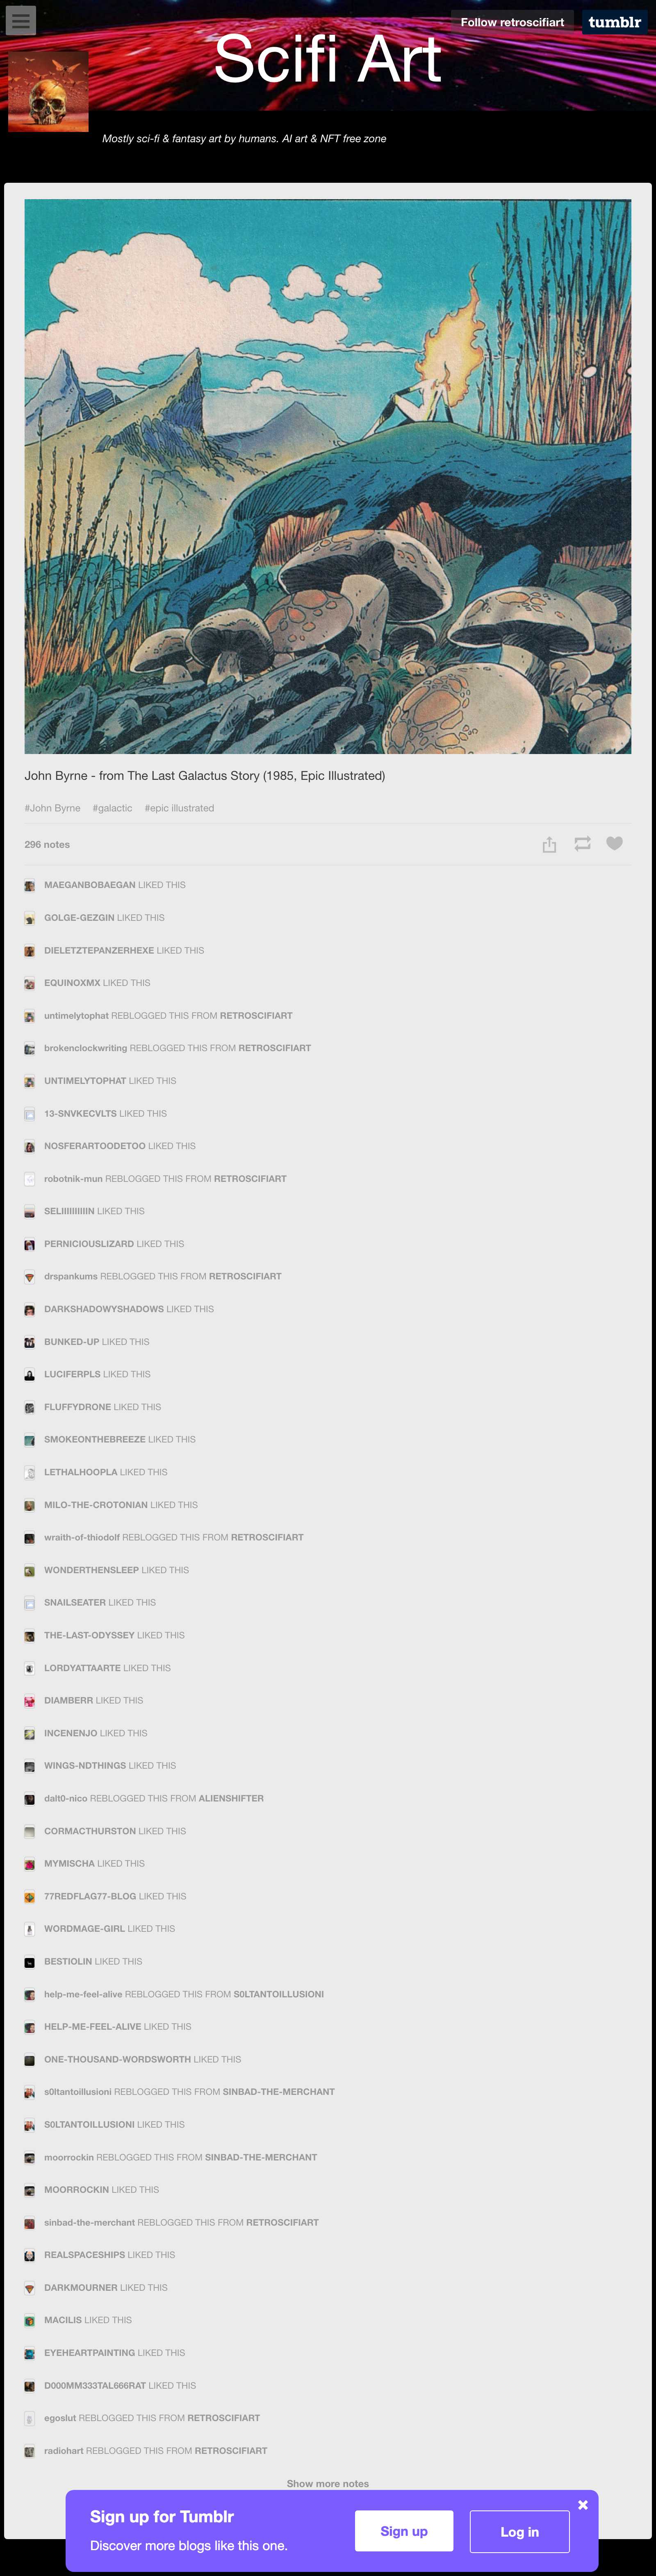 Follow retroscifiart
tumblr
Scifi Art
Mostly sci-fi & fantasy art by humans. AI art & NFT free zone
John Byrne - from The Last Galactus Story (1985, Epic Illustrated)
#John Byrne #galactic #epic illustrated
296 notes
MAEGANBOBAEGAN LIKED THIS
GOLGE-GEZGIN LIKED THIS
DIELETZTEPANZERHEXE LIKED THIS
EQUINOXMX LIKED THIS
untimelytophat REBLOGGED THIS FROM RETROSCIFIART
brokenclockwriting REBLOGGED THIS FROM RETROSCIFIART
UNTIMELYTOPHAT LIKED THIS
13-SNVKECVLTS LIKED THIS
NOSFERARTOODETOO LIKED THIS
robotnik-mun REBLOGGED THIS FROM RETROSCIFIART
SELIIIIIIIIIIN LIKED THIS
PERNICIOUSLIZARD LIKED THIS
drspankums REBLOGGED THIS FROM RETROSCIFIART
DARKSHADOWYSHADOWS LIKED THIS
BUNKED-UP LIKED THIS
LUCIFERPLS LIKED THIS
FLUFFYDRONE LIKED THIS
SMOKEONTHEBREEZE LIKED THIS
LETHALHOOPLA LIKED THIS
MILO-THE-CROTONIAN LIKED THIS
wraith-of-thiodolf REBLOGGED THIS FROM RETROSCIFIART
WONDERTHENSLEEP LIKED THIS
SNAILSEATER LIKED THIS
THE-LAST-ODYSSEY LIKED THIS
LORDYATTAARTE LIKED THIS
DIAMBERR LIKED THIS
INCENENJO LIKED THIS
WINGS-NDTHINGS LIKED THIS
dalt0-nico REBLOGGED THIS FROM ALIENSHIFTER
CORMACTHURSTON LIKED THIS
MYMISCHA LIKED THIS
77REDFLAG77-BLOG LIKED THIS
WORDMAGE-GIRL LIKED THIS
BESTIOLIN LIKED THIS
help-me-feel-alive REBLOGGED THIS FROM S0LTANTOILLUSIONI
HELP-ME-FEEL-ALIVE LIKED THIS
ONE-THOUSAND-WORDSWORTH LIKED THIS
s0ltantoillusioni REBLOGGED THIS FROM SINBAD-THE-MERCHANT
S0LTANTOILLUSIONI LIKED THIS
moorrockin REBLOGGED THIS FROM SINBAD-THE-MERCHANT
MOORROCKIN LIKED THIS
sinbad-the-merchant REBLOGGED THIS FROM RETROSCIFIART
REALSPACESHIPS LIKED THIS
DARKMOURNER LIKED THIS
MACILIS LIKED THIS
EYEHEARTPAINTING LIKED THIS
D000MM333TAL666RAT LIKED THIS
egoslut REBLOGGED THIS FROM RETROSCIFIART
radiohart REBLOGGED THIS FROM RETROSCIFIART
Show more notes
Sign up for Tumblr
Discover more blogs like this one.
Sign up
Log in